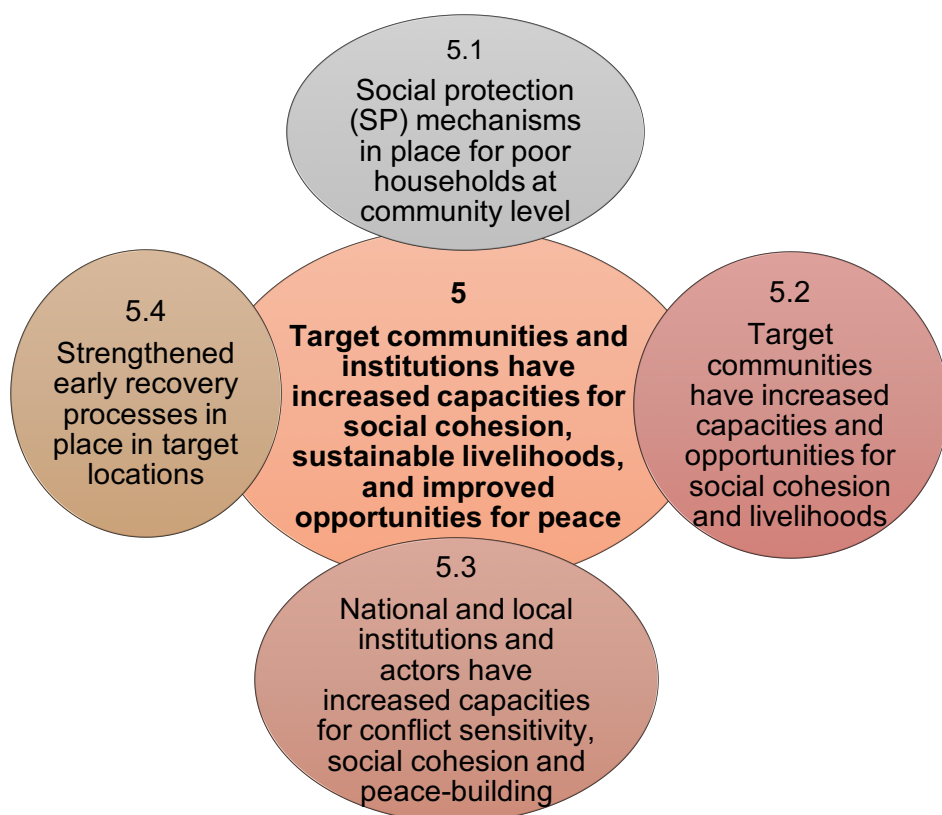 5.1
Social protection
(SP) mechanisms
in place for poor
households at
community level
5.4
Strengthened
early recovery
processes in
place in target
locations
5
Target communities and
institutions have
increased capacities for
social cohesion,
sustainable livelihoods,
and improved
opportunities for peace
5.2
Target
communities
have increased
capacities and
opportunities for
social cohesion
and livelihoods
5.3
National and local
institutions and
actors have
increased capacities
for conflict sensitivity,
social cohesion and
peace-building